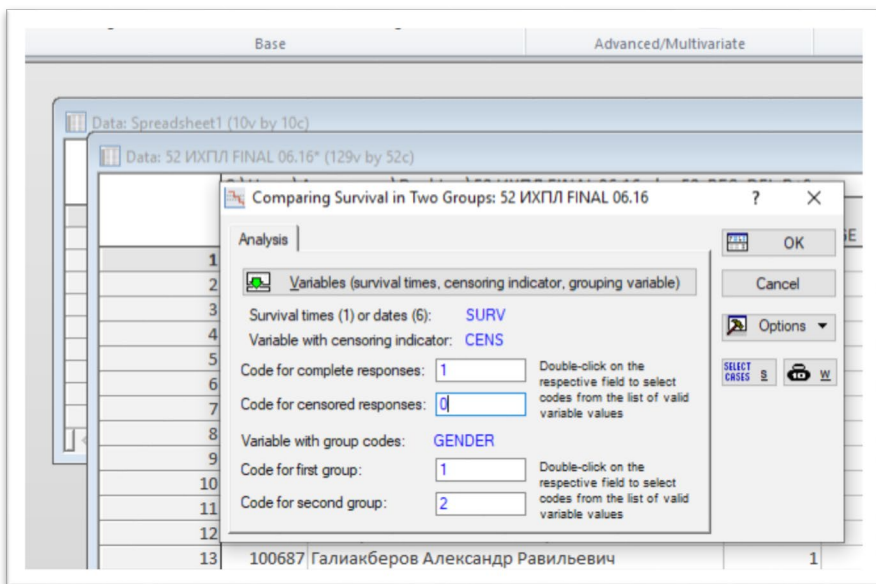 Base
Advanced/Multivariate
Data: Spreadsheet1 (10v by 10c)
Data: 52 ИХПЛ FINAL 06.16* (129v by 52c)
Comparing Survival in Two Groups: 52 ИХПЛ FINAL 06.16 ? ×
Analysis
OK
Variables (survival times, censoring indicator, grouping variable)
Cancel
Survival times (1) or dates (6): SURV
Variable with censoring indicator: CENS
Options
Code for complete responses: 1
Code for censored responses: 0
Double-click on the
respective field to select
codes from the list of valid
variable values
SELECT
CASES S
W
Variable with group codes: GENDER
Code for first group: 1
Code for second group: 2
Double-click on the
respective field to select
codes from the list of valid
variable values
1
2
3
4
5
6
7
8
9
10
11
12
13 100687 Галиакберов Александр Равильевич 1